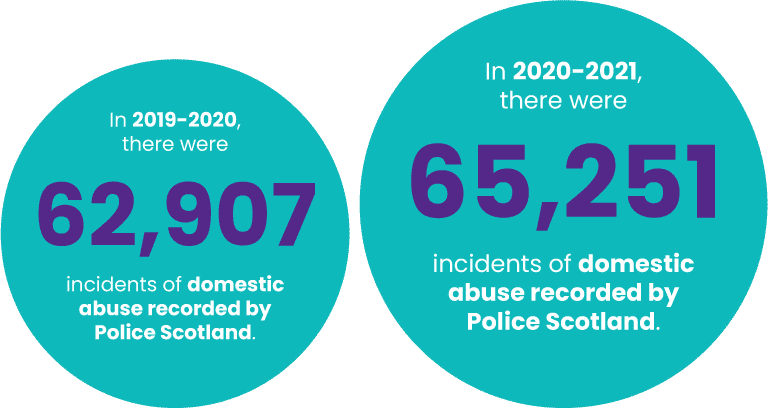 In 2019-2020,
there were
62,907
incidents of domestic
abuse recorded by
Police Scotland.
In 2020-2021,
there were
65,251
incidents of domestic
abuse recorded by
Police Scotland.